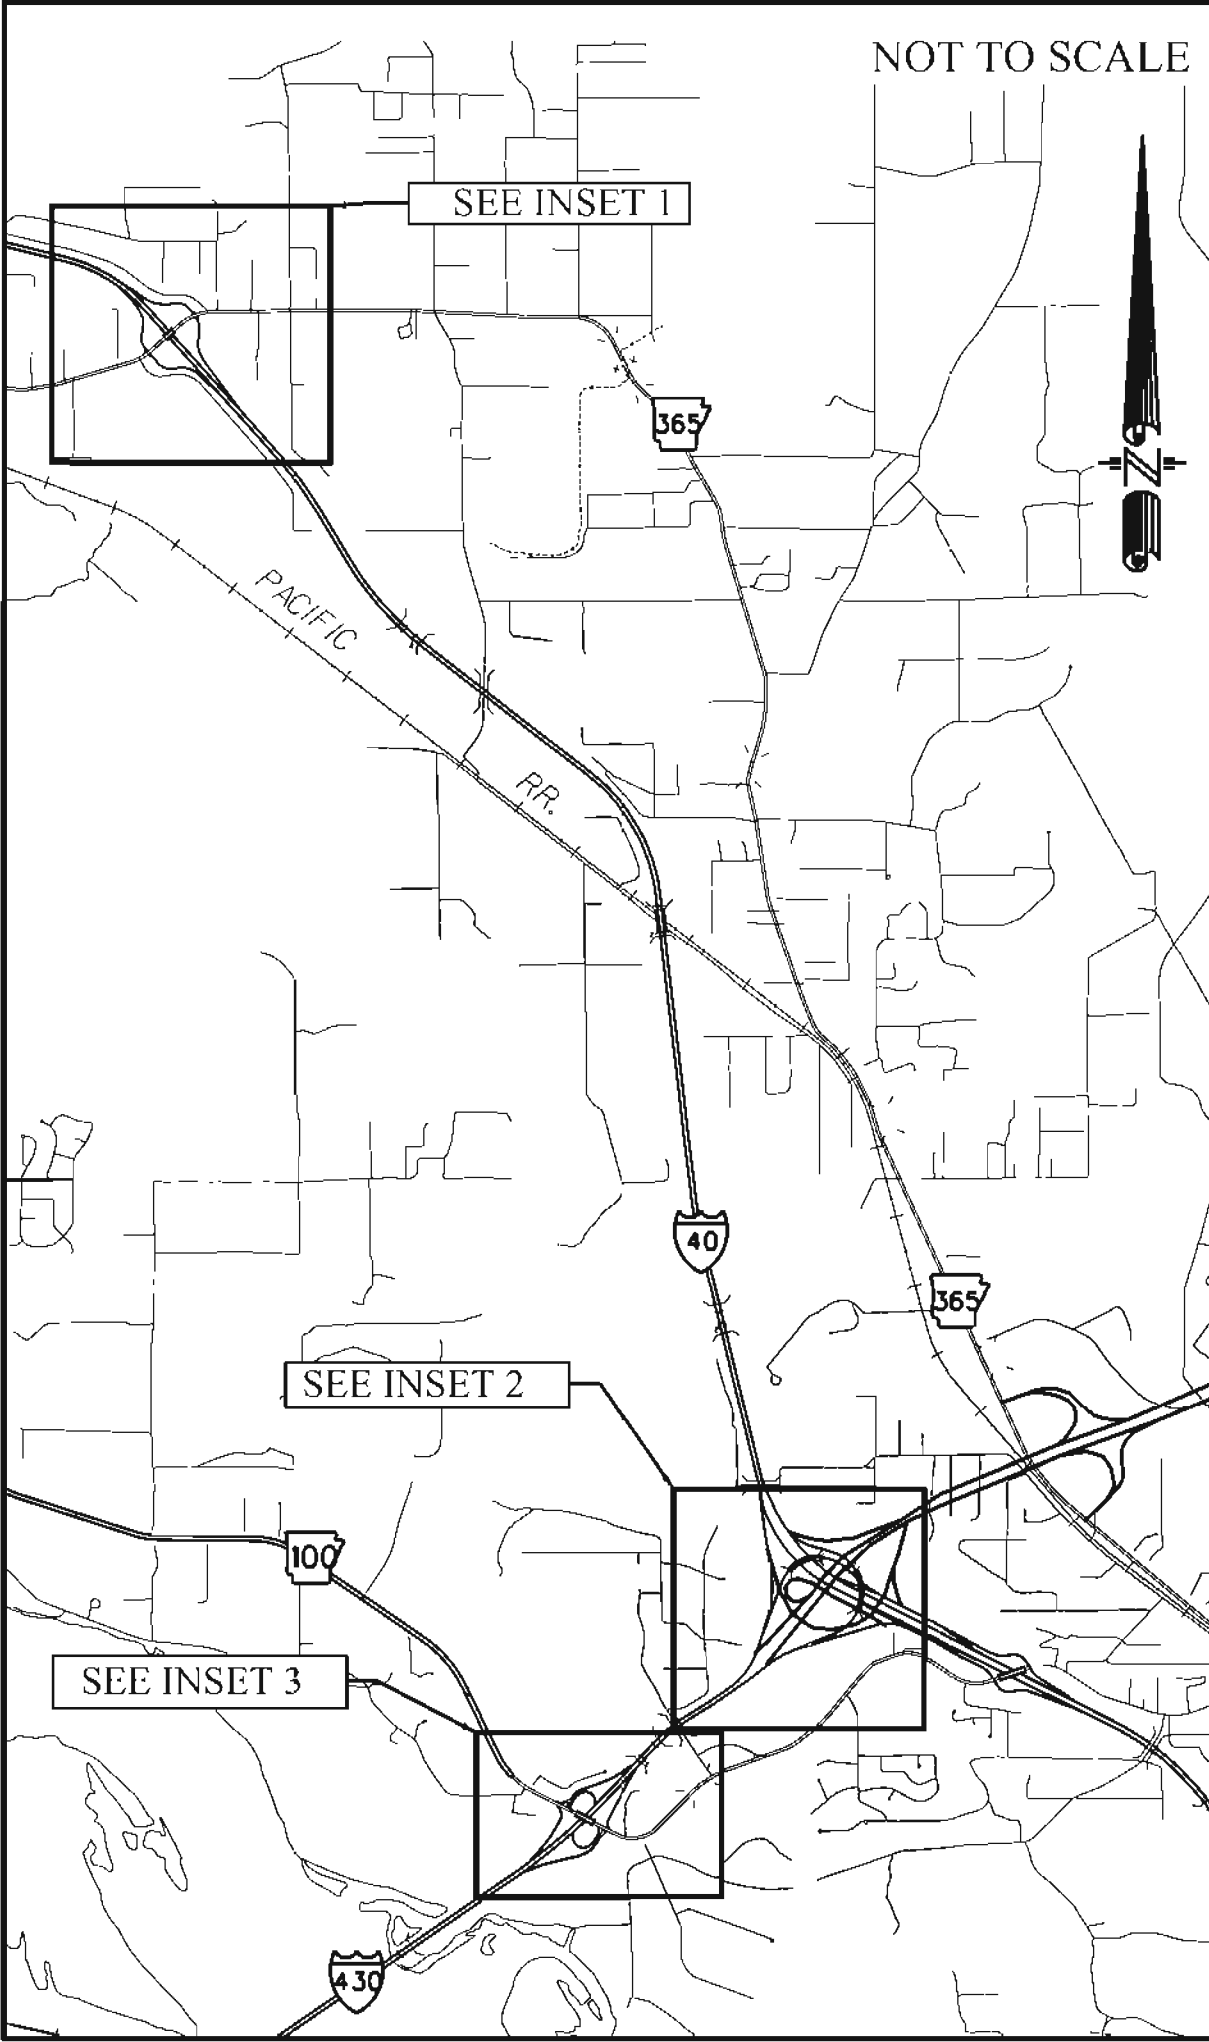 NOT TO SCALE
SEE INSET 1
365
N
PACIFIC
RR.
40
365
SEE INSET 2
100
SEE INSET 3
430